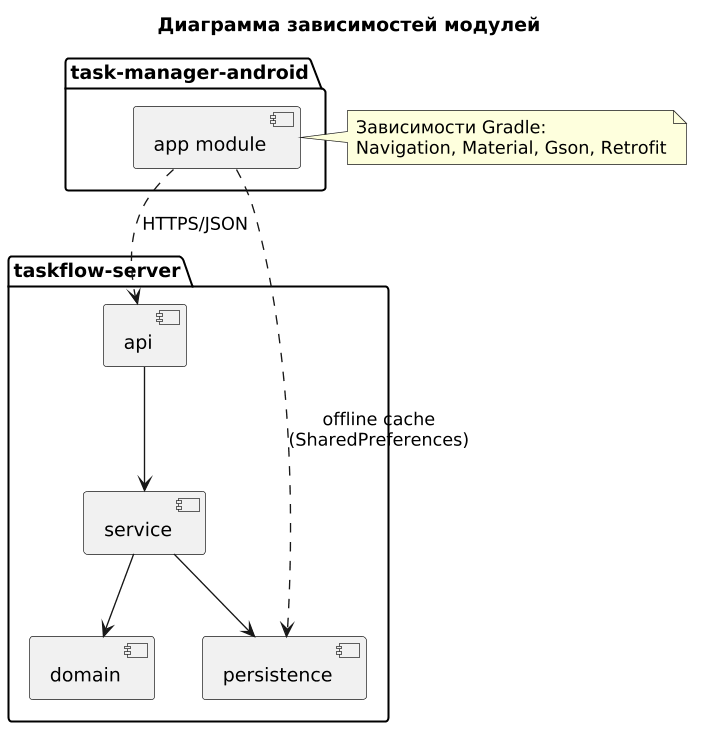 Диаграмма зависимостей модулей
task-manager-android
app module
Зависимости Gradle:
Navigation, Material, Gson, Retrofit
HTTPS/JSON
taskflow-server
api
offline cache
(SharedPreferences)
service
domain
persistence